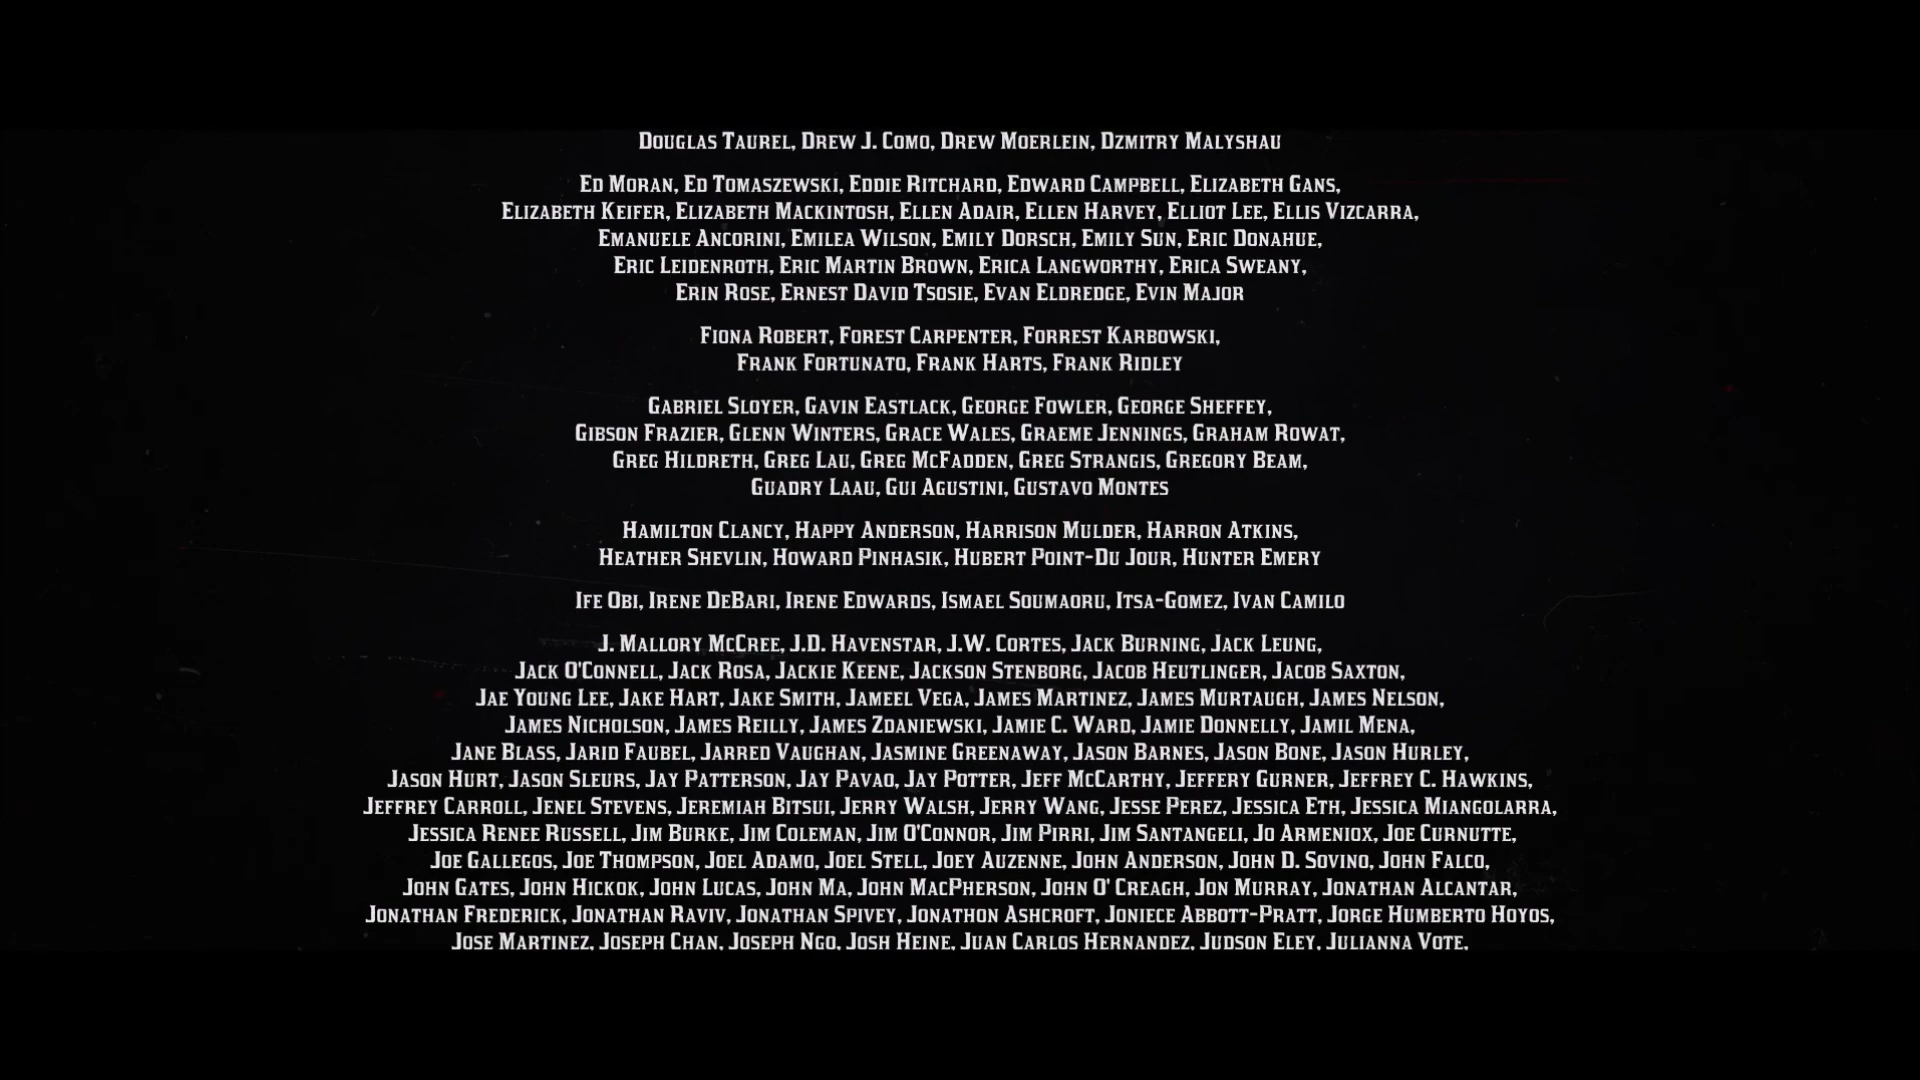 Douglas Taurel, Drew J. Como, Drew Moerlein, Dzmitry Malyshau
Ed Moran, Ed Tomaszewski, Eddie Ritchard, Edward Campbell, Elizabeth Gans,
Elizabeth Keifer, Elizabeth Mackintosh, Ellen Adair, Ellen Harvey, Elliot Lee, Ellis Vizcarra,
Emanuele Ancorini, Emilea Wilson, Emily Dorsch, Emily Sun, Eric Donahue,
Eric Leidenroth, Eric Martin Brown, Erica Langworthy, Erica Sweany,
Erin Rose, Ernest David Tsosie, Evan Eldredge, Evin Major
Fiona Robert, Forest Carpenter, Forrest Karbowski,
Frank Fortunato, Frank Harts, Frank Ridley
Gabriel Sloyer, Gavin Eastlack, George Fowler, George Sheffey,
Gibson Frazier, Glenn Winters, Grace Wales, Graeme Jennings, Graham Rowat,
Greg Hildreth, Greg Lau, Greg McFadden, Greg Strangis, Gregory Beam,
Guadry Laau, Gui Agustini, Gustavo Montes
Hamilton Clancy, Happy Anderson, Harrison Mulder, Harron Atkins,
Heather Shevlin, Howard Pinhasik, Hubert Point-Du Jour, Hunter Emery
Ife Obi, Irene DeBari, Irene Edwards, Ismael Soumaoru, Itsa-Gomez, Ivan Camilo
J. Mallory McCree, J.D. Havenstar, J.W. Cortes, Jack Burning, Jack Leung,
Jack O'Connell, Jack Rosa, Jackie Keene, Jackson Stenborg, Jacob Heutlinger, Jacob Saxton,
Jae Young Lee, Jake Hart, Jake Smith, Jameel Vega, James Martinez, James Murtaugh, James Nelson,
James Nicholson, James Reilly, James Zdaniewski, Jamie C. Ward, Jamie Donnelly, Jamil Mena,
Jane Blass, Jarid Faubel, Jarred Vaughan, Jasmine Greenaway, Jason Barnes, Jason Bone, Jason Hurley,
Jason Hurt, Jason Sleurs, Jay Patterson, Jay Pavao, Jay Potter, Jeff McCarthy, Jeffery Gurner, Jeffrey C. Hawkins,
Jeffrey Carroll, Jenel Stevens, Jeremiah Bitsui, Jerry Walsh, Jerry Wang, Jesse Perez, Jessica Eth, Jessica Miangolarra,
Jessica Renee Russell, Jim Burke, Jim Coleman, Jim O'Connor, Jim Pirri, Jim Santangeli, Jo Armeniox, Joe Curnutte,
Joe Gallegos, Joe Thompson, Joel Adamo, Joel Stell, Joey Auzenne, John Anderson, John D. Sovino, John Falco,
John Gates, John Hickok, John Lucas, John Ma, John MacPherson, John O' Creagh, Jon Murray, Jonathan Alcantar,
Jonathan Frederick, Jonathan Raviv, Jonathan Spivey, Jonathon Ashcroft, Joniece Abbott-Pratt, Jorge Humberto Hoyos,
Jose Martinez, Joseph Chan, Joseph Ngo, Josh Heine, Juan Carlos Hernandez, Judson Eley, Julianna Vote,